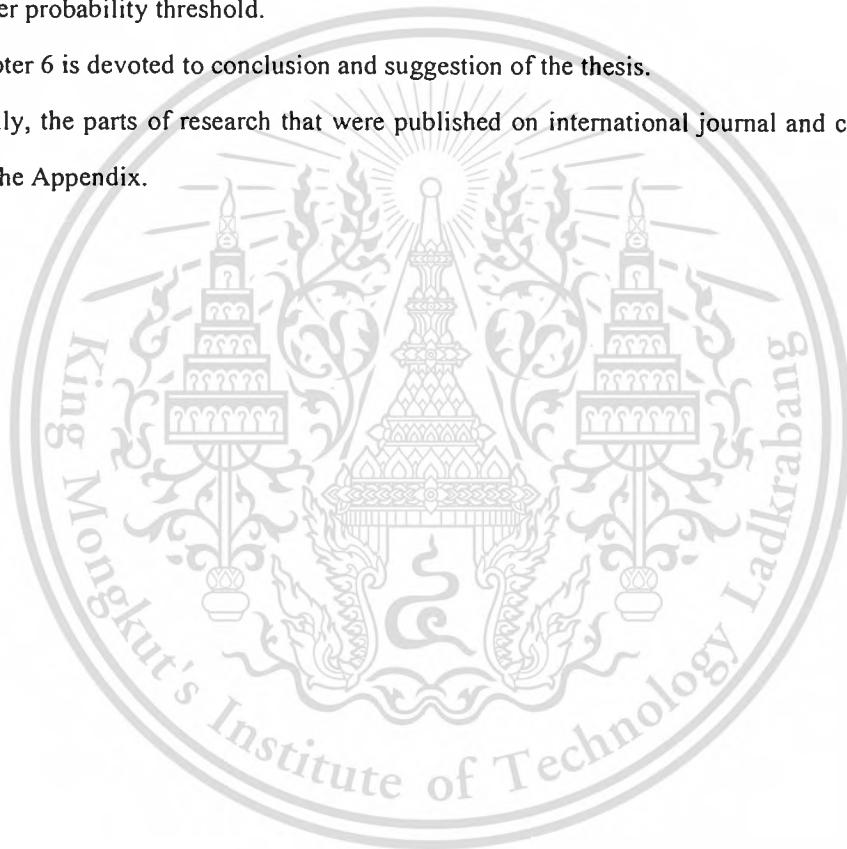 er probability threshold.
pter 6 is devoted to conclusion and suggestion of the thesis.
ly, the parts of research that were published on international journal and c
he Appendix.
King Mongkut's Institute of Technology Ladkrabang